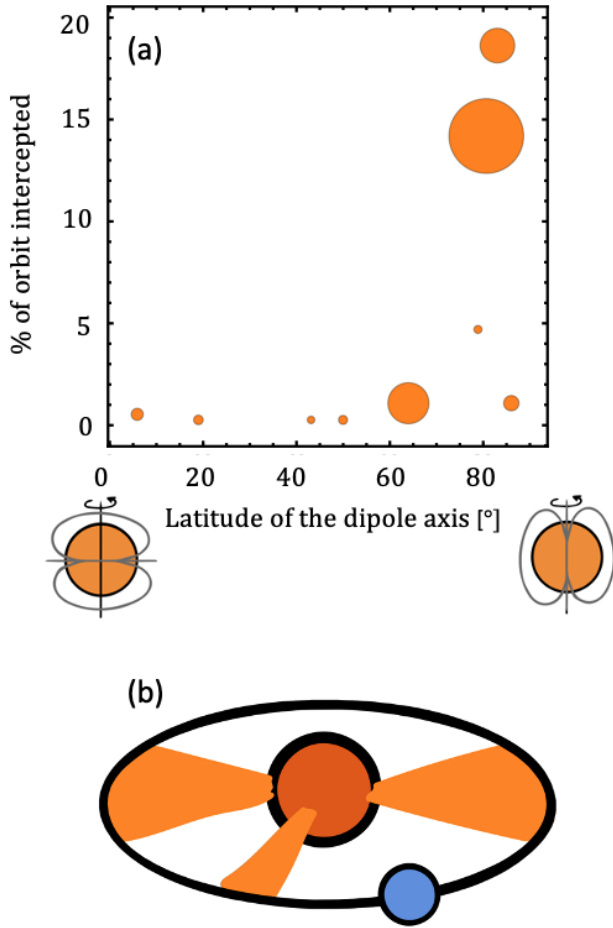 (a)
% of orbit intercepted
20
15
10
5
0
0 20 40 60 80
Latitude of the dipole axis [°]
(b)